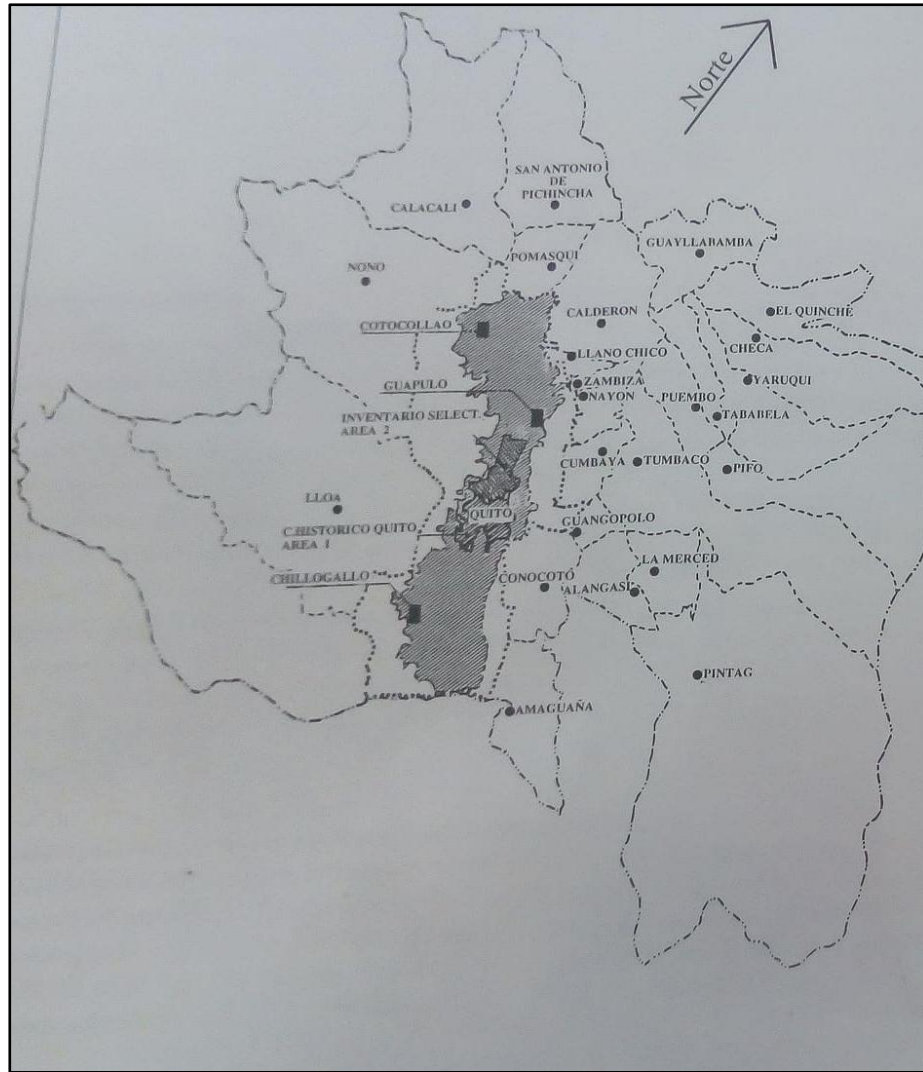 Norte
SAN ANTONIO
DE
PICHINCHA
CALACALI
GUAYLLABAMBA
POMASQUI
NONO
EL QUINCHE
CALDERON
COTOCOLLAO
CHECA
LLANO CHICO
YARUQUI
ZAMBIZA
GUAPULO
NAYON
PUEMBO
TABABELA
INVENTARIO SELECT.
AREA 2
CUMBAYA
TUMBACO
PIFO
LLOA
QUITO
C.HISTORICO QUITO
AREA 1
GUANGOPOLO
LA MERCED
CHILLOGALLO
CONOCOTÓ
ALANGASI
PINTAG
AMAGUAÑA